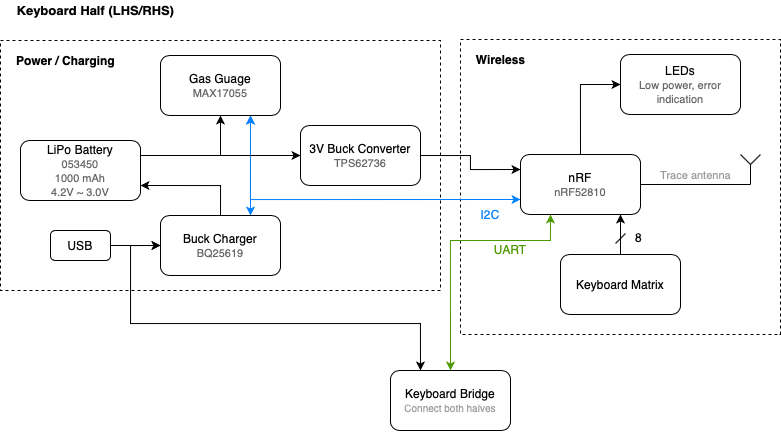 Keyboard Half (LHS/RHS)
Power / Charging
Gas Guage
MAX17055
LiPo Battery
053450
1000 mAh
4.2V ~ 3.0V
3V Buck Converter
TPS62736
USB
Buck Charger
BQ25619
Wireless
LEDs
Low power, error
indication
nRF
nRF52810
Trace antenna
I2C
UART
8
Keyboard Matrix
Keyboard Bridge
Connect both halves